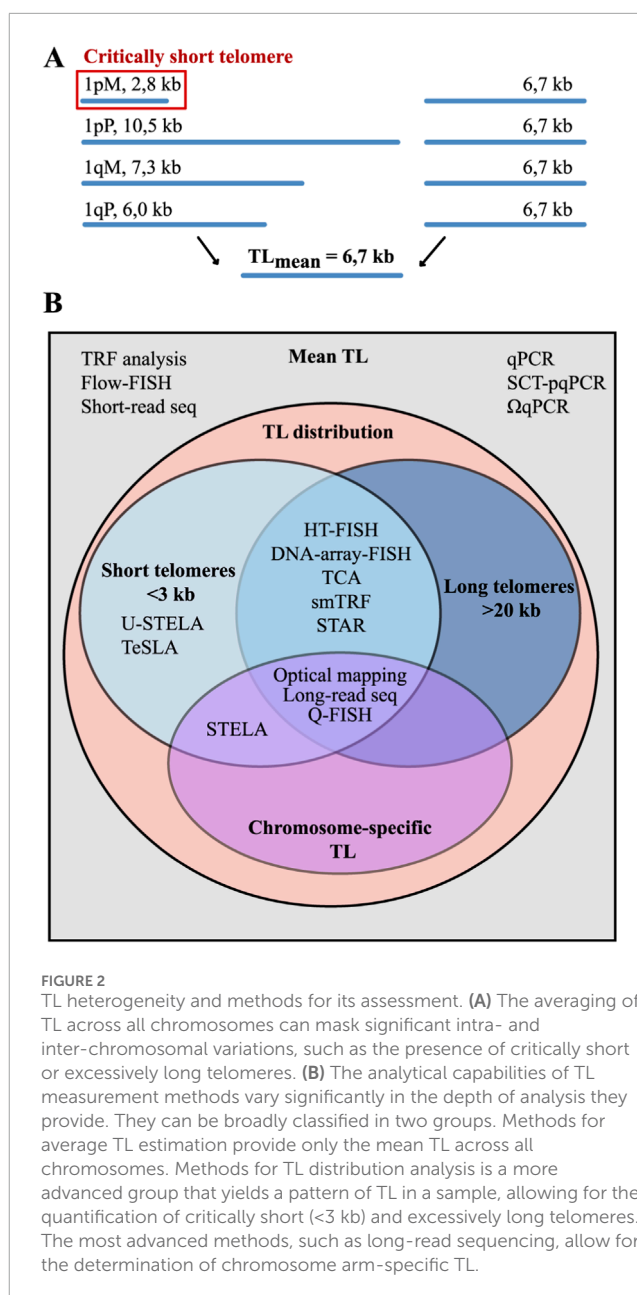 A Critically short telomere
1pM, 2,8 kb 6,7 kb
1pP, 10,5 kb 6,7 kb
1qM, 7,3 kb 6,7 kb
1qP, 6,0 kb 6,7 kb
TLmean = 6,7 kb
B
TRF analysis
Flow-FISH
Short-read seq
Mean TL
qPCR
SCT-pqPCR
ΩqPCR
TL distribution
Short telomeres
<3 kb
U-STELA
TeSLA
HT-FISH
DNA-array-FISH
TCA
smTRF
STAR
Long telomeres
>20 kb
Optical mapping
Long-read seq
Q-FISH
STELA
Chromosome-specific
TL
FIGURE 2
TL heterogeneity and methods for its assessment. (A) The averaging of
TL across all chromosomes can mask significant intra- and
inter-chromosomal variations, such as the presence of critically short
or excessively long telomeres. (B) The analytical capabilities of TL
measurement methods vary significantly in the depth of analysis they
provide. They can be broadly classified in two groups. Methods for
average TL estimation provide only the mean TL across all
chromosomes. Methods for TL distribution analysis is a more
advanced group that yields a pattern of TL in a sample, allowing for the
quantification of critically short (<3 kb) and excessively long telomeres.
The most advanced methods, such as long-read sequencing, allow for
the determination of chromosome arm-specific TL.